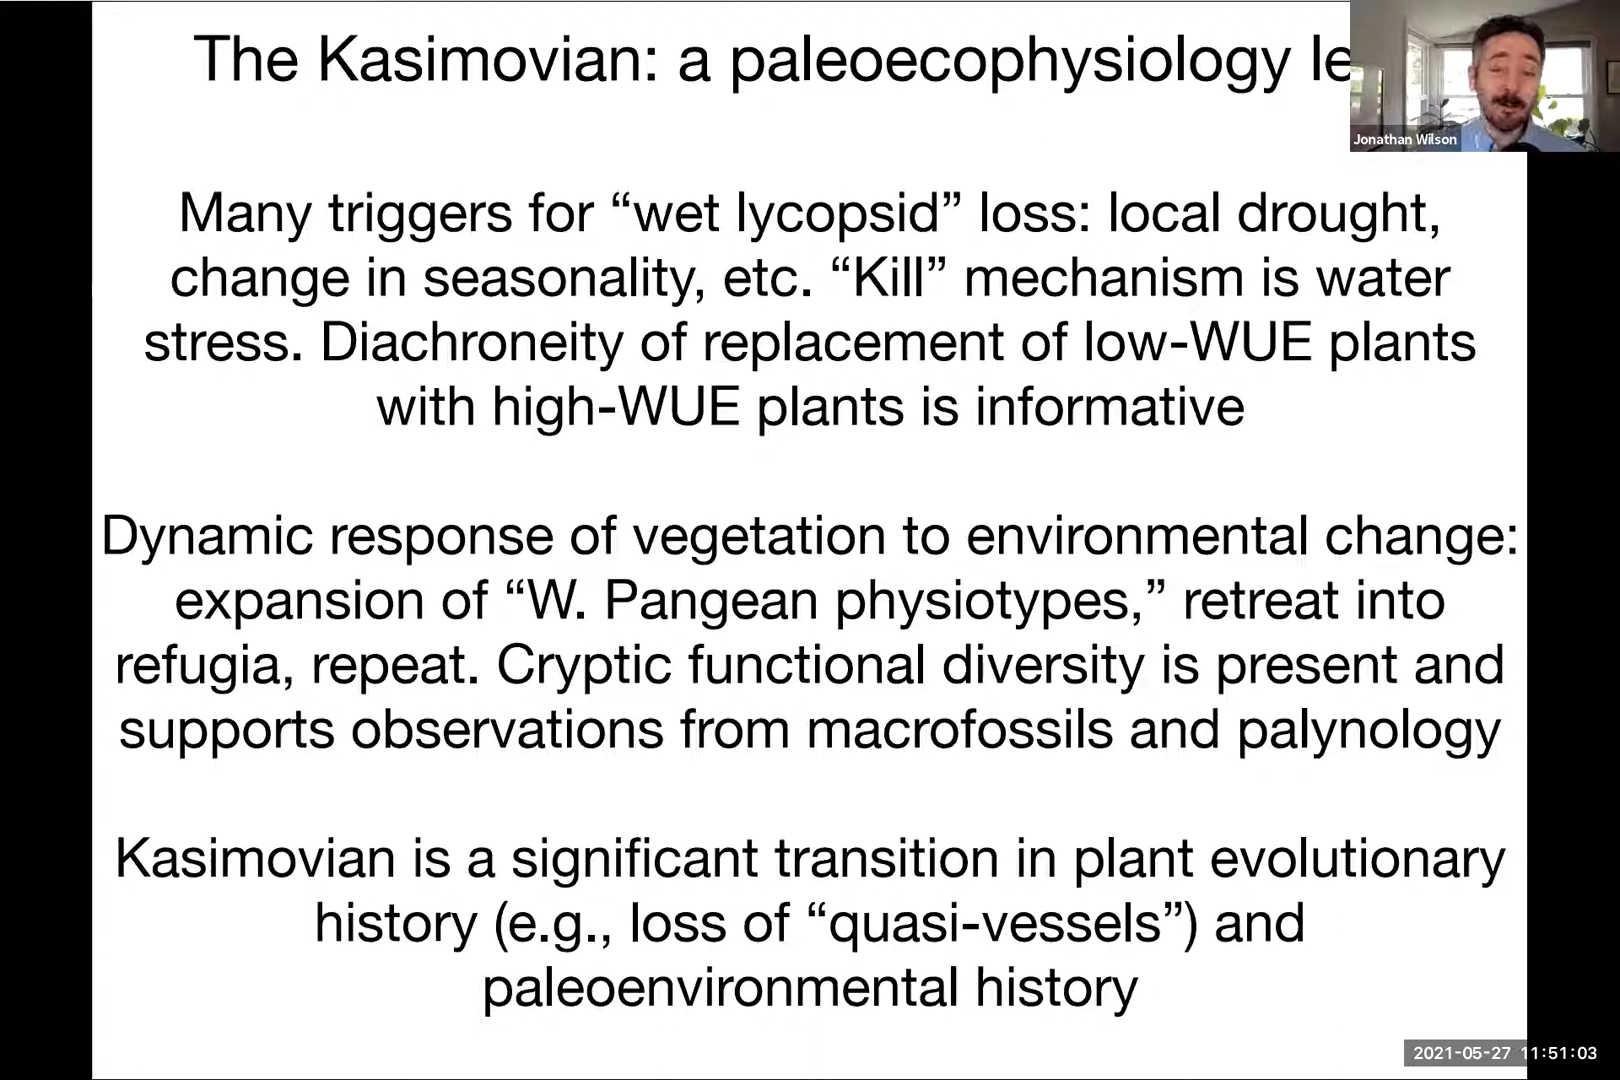 The Kasimovian: a paleoecophysiology
Jonathan Wilson
Many triggers for “wet lycopsid” loss: local drought,
change in seasonality, etc. “Kill” mechanism is water
stress. Diachroneity of replacement of low-WUE plants
with high-WUE plants is informative
Dynamic response of vegetation to environmental change:
expansion of “W. Pangean physiotypes,” retreat into
refugia, repeat. Cryptic functional diversity is present and
supports observations from macrofossils and palynology
Kasimovian is a significant transition in plant evolutionary
history (e.g., loss of “quasi-vessels”) and
paleoenvironmental history
2021-05-27 11:51:03